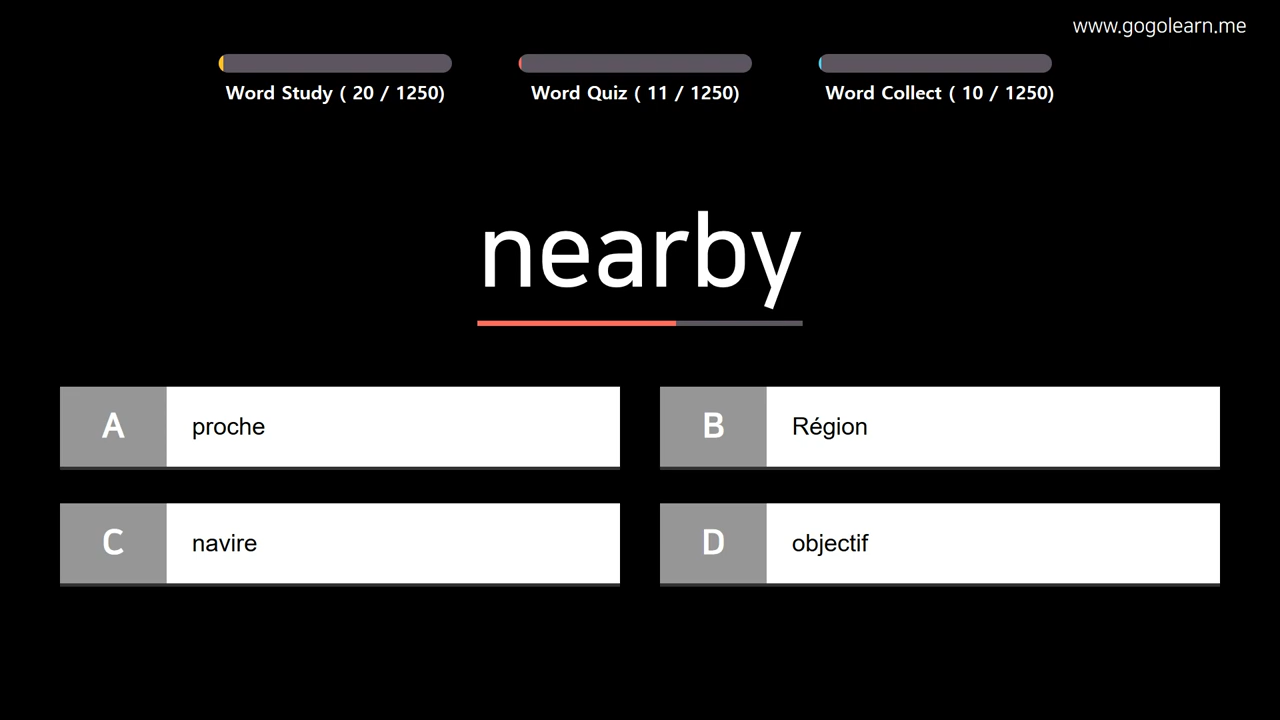 www.gogolearn.me
Word Study ( 20 / 1250)
Word Quiz ( 11 / 1250)
Word Collect ( 10 / 1250)
nearby
A proche
B Région
C navire
D objectif